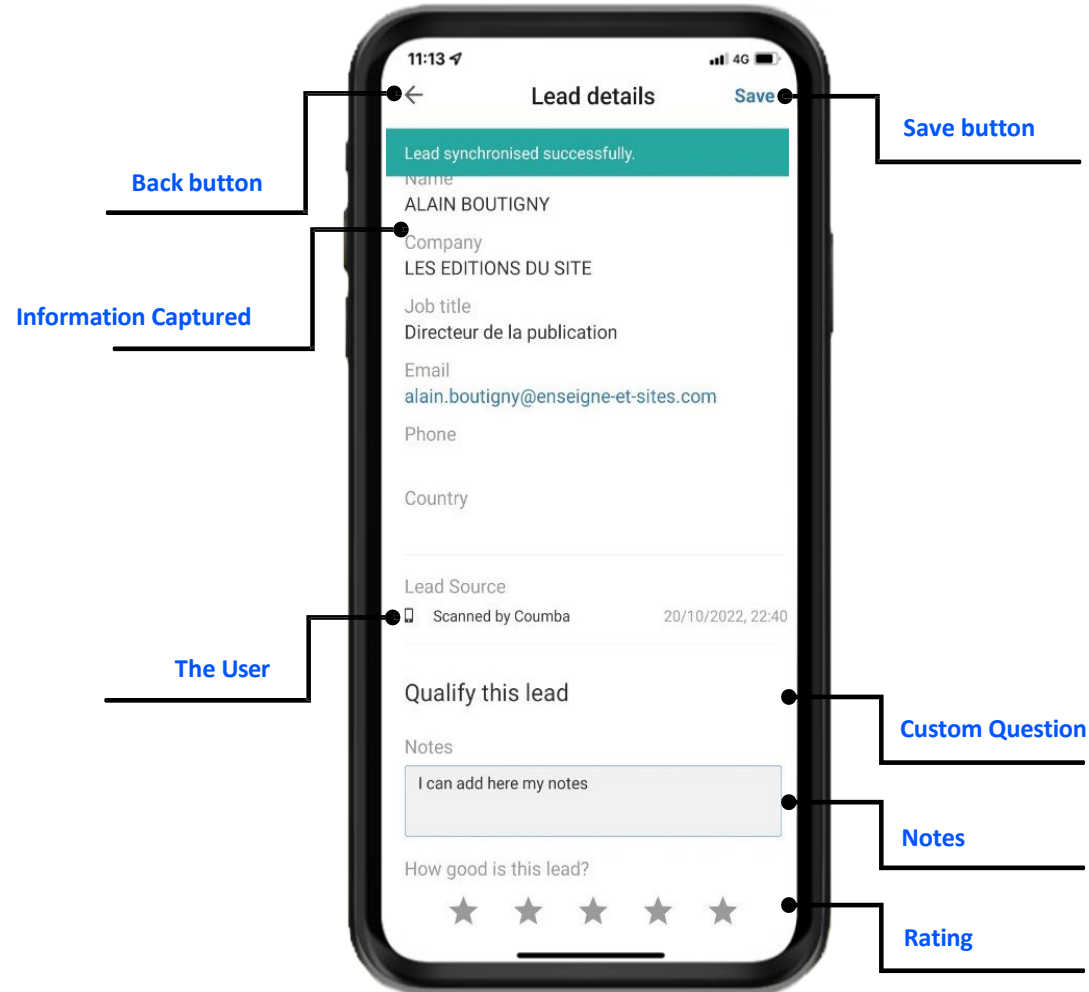 11:13
4G
Lead details
Save
Save button
Lead synchronised successfully.
Back button
Name
ALAIN BOUTIGNY
Company
LES EDITIONS DU SITE
Information Captured
Job title
Directeur de la publication
Email
alain.boutigny@enseigne-et-sites.com
Phone
Country
Lead Source
Scanned by Coumba
20/10/2022, 22:40
The User
Qualify this lead
Custom Question
Notes
I can add here my notes
Notes
How good is this lead?
Rating